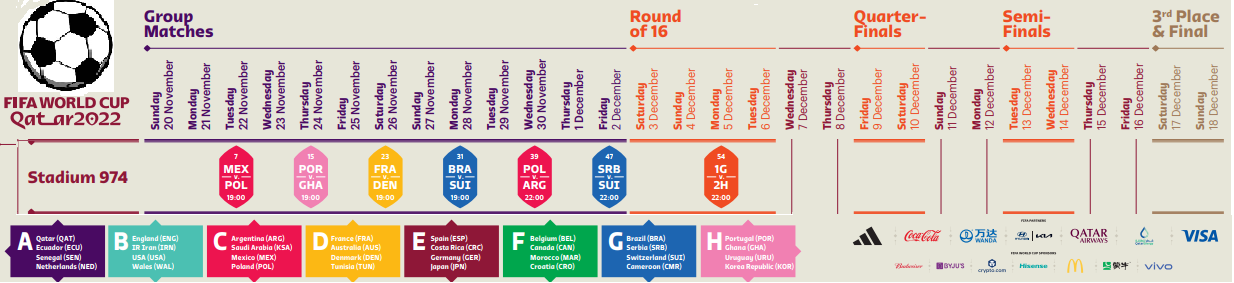 Group
Matches
Round
of 16
Quarter-
Finals
Semi-
Finals
3rd Place
& Final
FIFA WORLD CUP
Qatar2022
Sunday
20 November
Monday
21 November
Tuesday
22 November
Wednesday
23 November
Thursday
24 November
Friday
25 November
Saturday
26 November
Sunday
27 November
Monday
28 November
Tuesday
29 November
Wednesday
30 November
Thursday
1 December
Friday
2 December
Saturday
3 December
Sunday
4 December
Monday
5 December
Tuesday
6 December
Wednesday
7 December
Thursday
8 December
Friday
9 December
Saturday
10 December
Sunday
11 December
Monday
12 December
Tuesday
13 December
Wednesday
14 December
Thursday
15 December
Friday
16 December
Saturday
17 December
Sunday
18 December
Stadium 974
7
MEX
v.
POL
19:00
15
POR
v.
GHA
19:00
23
FRA
v.
DEN
19:00
31
BRA
v.
SUI
19:00
39
POL
v.
ARG
22:00
47
SRB
v.
SUI
22:00
54
1G
v.
2H
22:00
A
Qatar (QAT)
Ecuador (ECU)
Senegal (SEN)
Netherlands (NED)
B
England (ENG)
IR Iran (IRN)
USA (USA)
Wales (WAL)
C
Argentina (ARG)
Saudi Arabia (KSA)
Mexico (MEX)
Poland (POL)
D
France (FRA)
Australia (AUS)
Denmark (DEN)
Tunisia (TUN)
E
Spain (ESP)
Costa Rica (CRC)
Germany (GER)
Japan (JPN)
F
Belgium (BEL)
Canada (CAN)
Morocco (MAR)
Croatia (CRO)
G
Brazil (BRA)
Serbia (SRB)
Switzerland (SUI)
Cameroon (CMR)
H
Portugal (POR)
Ghana (GHA)
Uruguay (URU)
Korea Republic (KOR)
FIFA PARTNERS
Coca-Cola
万达
WANDA
HYUNDAI
KIA
QATAR
AIRWAYS
VISA
FIFA WORLD CUP SPONSORS
Budweiser
BYJU'S
crypto.com
Hisense
蒙牛
vivo